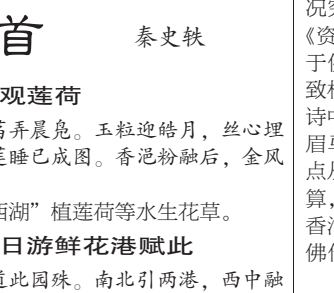 首
秦史轶
观莲荷
弄晨凫。玉粒迎皓月，丝心埋
睡已成图。香浥粉融后，金风
西湖”植莲荷等水生花草。
日游鲜花港赋此
道此园殊。南北引两港，西中融
况
《资
于
致
诗中
眉
点
算，
香
佛